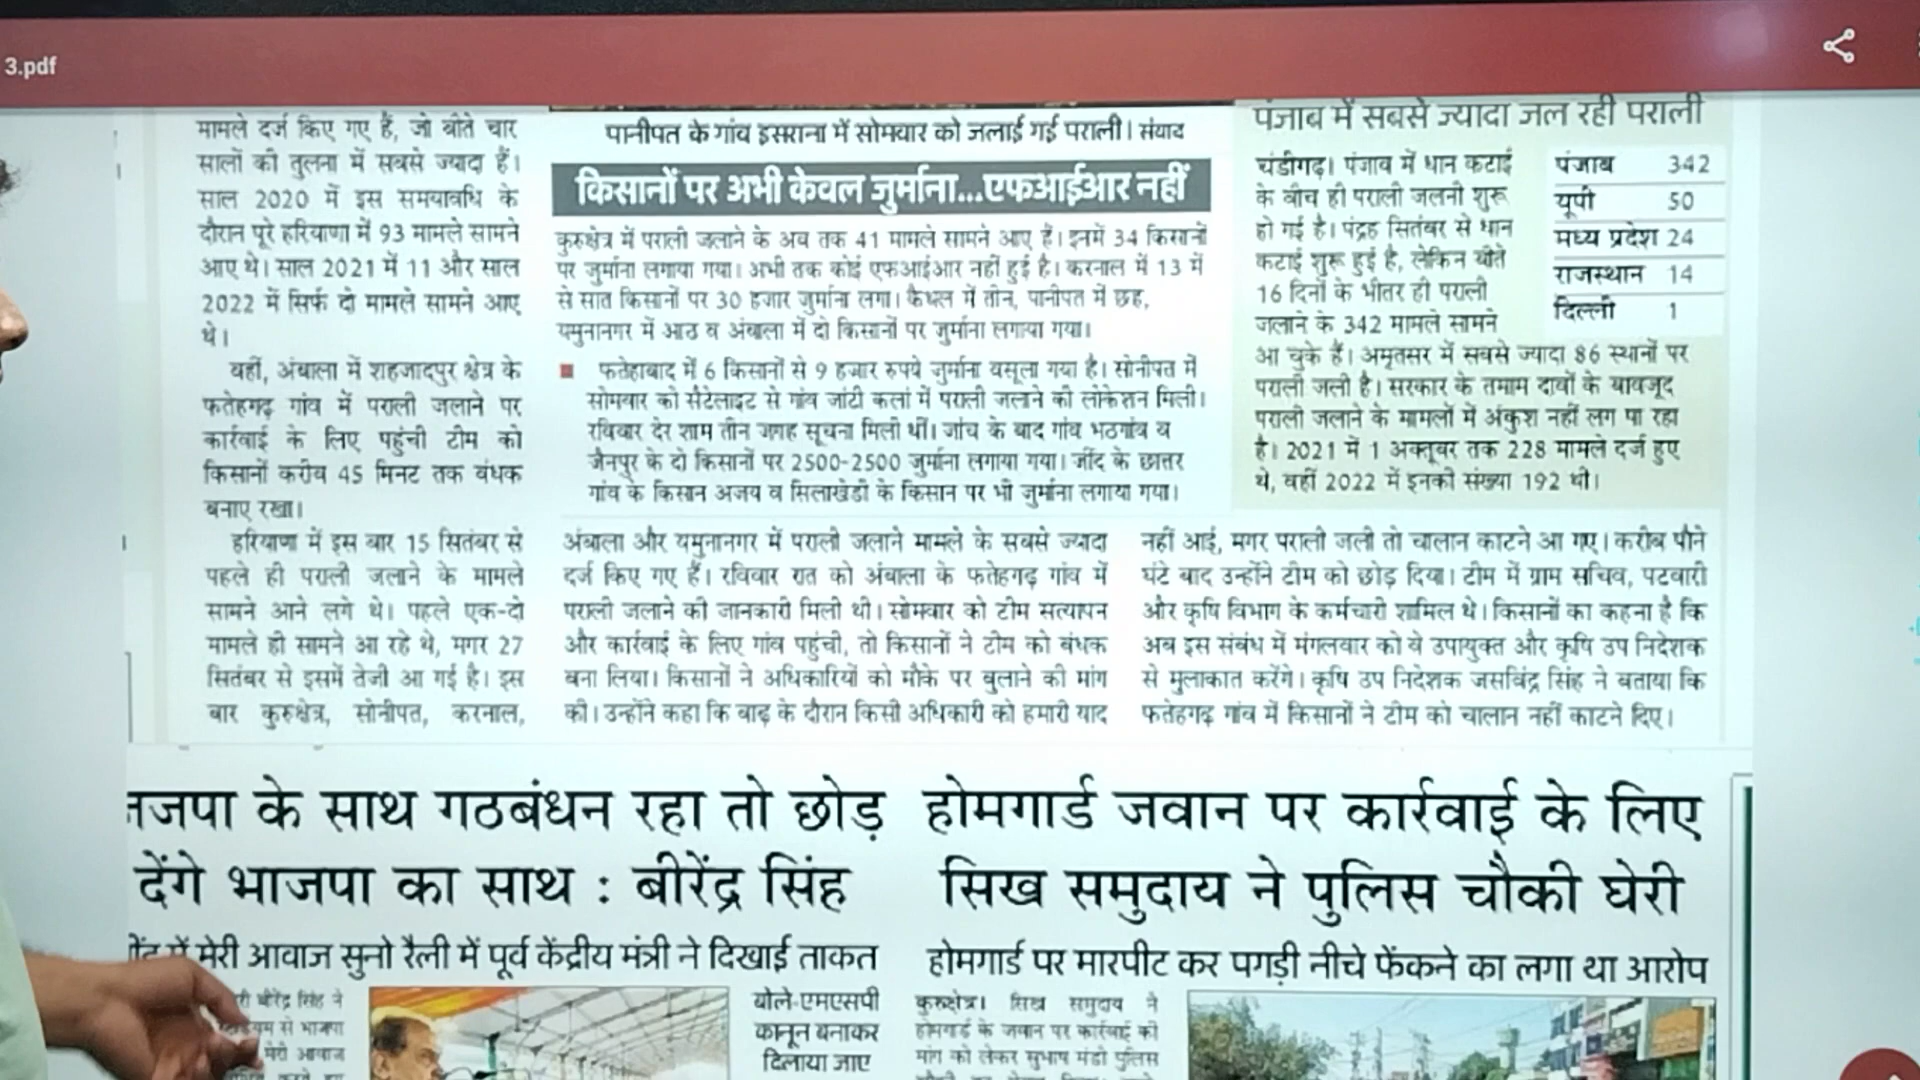 3.pdf
मामले दर्ज किए गए हैं, जो बीते चार
सालों की तुलना में सबसे ज्यादा हैं।
साल 2020 में इस समयावधि के
दौरान पूरे हरियाणा में 93 मामले सामने
आए थे। साल 2021 में 11 और साल
2022 में सिर्फ दो मामले सामने आए
थे।
वहीं, अंबाला में शहजादपुर क्षेत्र के
फतेहगढ़ गांव में पराली जलाने पर
कार्रवाई के लिए पहुंची टीम को
किसानों करीब 45 मिनट तक बंधक
बनाए रखा।
हरियाणा में इस बार 15 सितंबर से
पहले ही पराली जलाने के मामले
सामने आने लगे थे। पहले एक-दो
मामले ही सामने आ रहे थे, मगर 27
सितंबर से इसमें तेजी आ गई है। इस
बार कुरुक्षेत्र, सोनीपत, करनाल,
पानीपत के गांव इसराना में सोमवार को जलाई गई पराली। संवाद
किसानों पर अभी केवल जुर्माना...एफआईआर नहीं
कुरुक्षेत्र में पराली जलाने के अब तक 41 मामले सामने आए हैं। इनमें 34 किसानों
पर जुर्माना लगाया गया। अभी तक कोई एफआईआर नहीं हुई है। करनाल में 13 में
से सात किसानों पर 30 हजार जुर्माना लगा। कैथल में तीन, पानीपत में छह,
यमुनानगर में आठ व अंबाला में दो किसानों पर जुर्माना लगाया गया।
फतेहाबाद में 6 किसानों से 9 हजार रुपये जुर्माना वसूला गया है। सोनीपत में
सोमवार को सैटेलाइट से गांव जांटी कलां में पराली जलाने की लोकेशन मिली।
रविवार देर शाम तीन जगह सूचना मिली थीं। जांच के बाद गांव भठगांव व
जैनपुर के दो किसानों पर 2500-2500 जुर्माना लगाया गया। जींद के छातर
गांव के किसान अजय व सिलाखेडी के किसान पर भी जुर्माना लगाया गया।
पंजाब में सबसे ज्यादा जल रही पराली
चंडीगढ़। पंजाब में धान कटाई
के बीच ही पराली जलनी शुरू
हो गई है। पंद्रह सितंबर से धान
कटाई शुरू हुई है, लेकिन बीते
16 दिनों के भीतर ही पराली
जलाने के 342 मामले सामने
आ चुके हैं। अमृतसर में सबसे ज्यादा 86 स्थानों पर
पराली जली है। सरकार के तमाम दावों के बावजूद
पराली जलाने के मामलों में अंकुश नहीं लग पा रहा
है। 2021 में 1 अक्तूबर तक 228 मामले दर्ज हुए
थे, वहीं 2022 में इनकी संख्या 192 थी।
पंजाब 342
यूपी 50
मध्य प्रदेश 24
राजस्थान 14
दिल्ली 1
अंबाला और यमुनानगर में पराली जलाने मामले के सबसे ज्यादा
दर्ज किए गए हैं। रविवार रात को अंबाला के फतेहगढ़ गांव में
पराली जलाने की जानकारी मिली थी। सोमवार को टीम सत्यापन
और कार्रवाई के लिए गांव पहुंची, तो किसानों ने टीम को बंधक
बना लिया। किसानों ने अधिकारियों को मौके पर बुलाने की मांग
की। उन्होंने कहा कि बाढ़ के दौरान किसी अधिकारी को हमारी याद
नहीं आई, मगर पराली जली तो चालान काटने आ गए। करीब पौने
घंटे बाद उन्होंने टीम को छोड़ दिया। टीम में ग्राम सचिव, पटवारी
और कृषि विभाग के कर्मचारी शामिल थे। किसानों का कहना है कि
अब इस संबंध में मंगलवार को वे उपायुक्त और कृषि उप निदेशक
से मुलाकात करेंगे। कृषि उप निदेशक जसविंद्र सिंह ने बताया कि
फतेहगढ़ गांव में किसानों ने टीम को चालान नहीं काटने दिए।
जजपा के साथ गठबंधन रहा तो छोड़
देंगे भाजपा का साथ : बीरेंद्र सिंह
में मेरी आवाज सुनो रैली में पूर्व केंद्रीय मंत्री ने दिखाई ताकत
बीरेंद्र सिंह ने
से भाजपा
मेरी आवाज
बोले-एमएसपी
कानून बनाकर
दिलाया जाए
होमगार्ड जवान पर कार्रवाई के लिए
सिख समुदाय ने पुलिस चौकी घेरी
होमगार्ड पर मारपीट कर पगड़ी नीचे फेंकने का लगा था आरोप
कुरुक्षेत्र। सिख समुदाय ने
होमगार्ड के जवान पर कार्रवाई की
मांग को लेकर सुभाष मंडी पुलिस